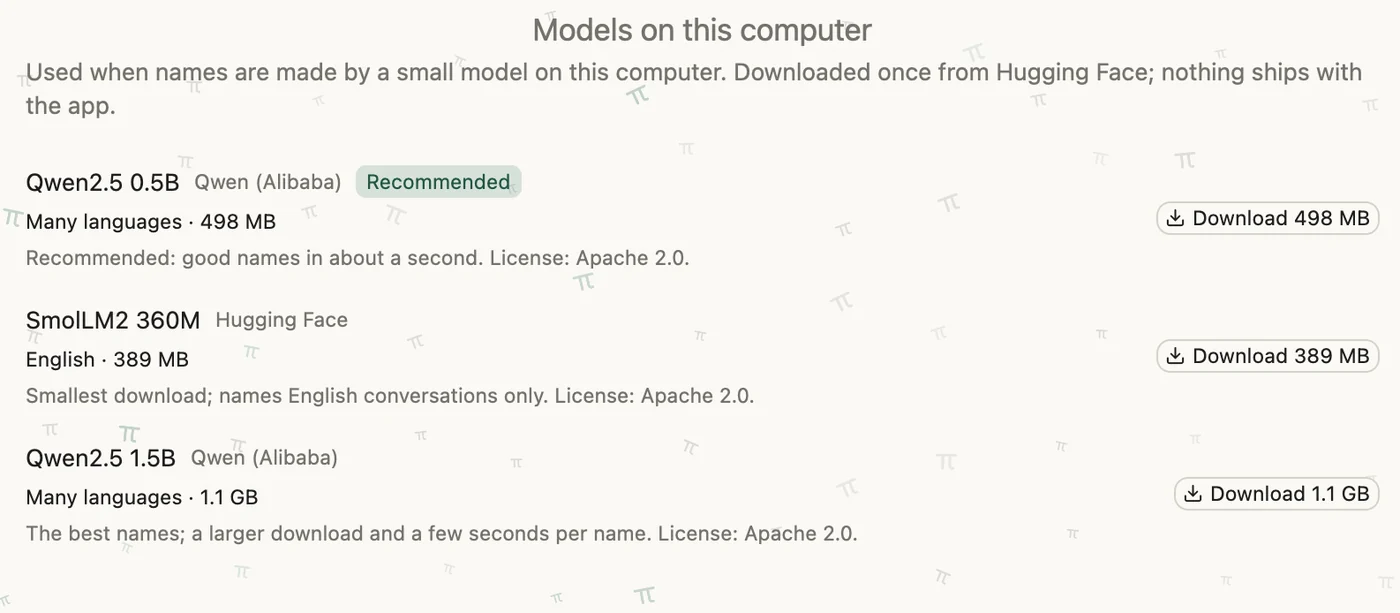 Models on this computer
Used when names are made by a small model on this computer. Downloaded once from Hugging Face; nothing ships with
the app.
Qwen2.5 0.5B Qwen (Alibaba) Recommended
Many languages · 498 MB
Download 498 MB
Recommended: good names in about a second. License: Apache 2.0.
SmolLM2 360M Hugging Face
English · 389 MB
Download 389 MB
Smallest download; names English conversations only. License: Apache 2.0.
Qwen2.5 1.5B Qwen (Alibaba)
Many languages · 1.1 GB
Download 1.1 GB
The best names; a larger download and a few seconds per name. License: Apache 2.0.